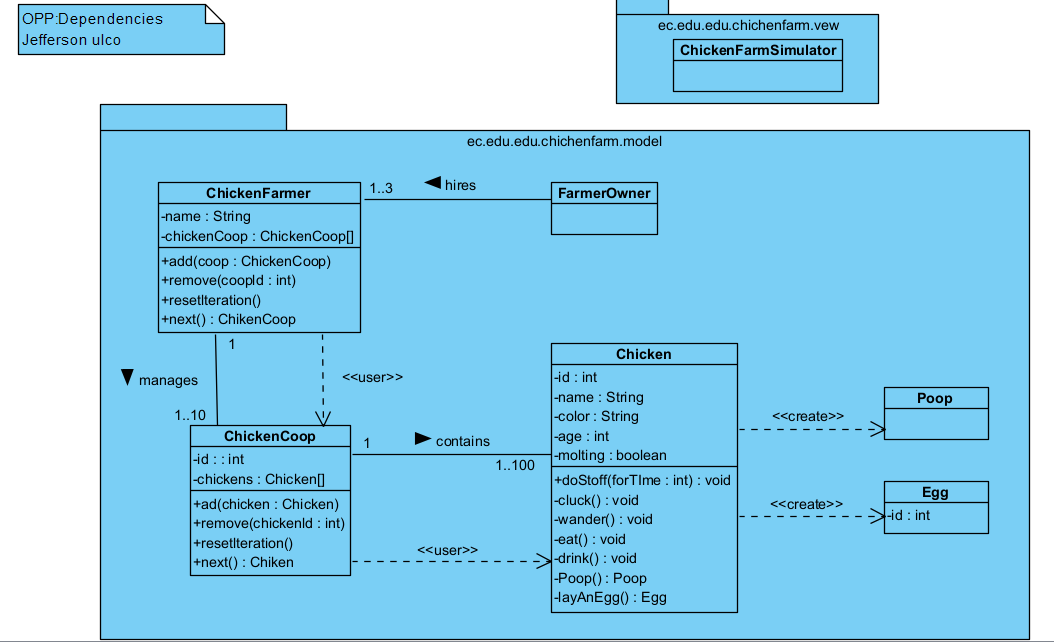 OPP:Dependencies
Jefferson ulco
ec.edu.edu.chichenfarm.vew
ChickenFarmSimulator
ec.edu.edu.chichenfarm.model
ChickenFarmer
-name : String
-chickenCoop : ChickenCoop[]
+add(coop : ChickenCoop)
+remove(coopId : int)
+resetIteration()
+next() : ChikenCoop
1..3
hires
FarmerOwner
1
manages
<<user>>
1..10
ChickenCoop
-id : : int
-chickens : Chicken[]
+ad(chicken : Chicken)
+remove(chickenId : int)
+resetIteration()
+next() : Chiken
1
contains
1..100
<<user>>
Chicken
-id : int
-name : String
-color : String
-age : int
-molting : boolean
+doStoff(forTIme : int) : void
-cluck() : void
-wander() : void
-eat() : void
-drink() : void
-Poop() : Poop
-layAnEgg() : Egg
<<create>>
Poop
<<create>>
Egg
-id : int